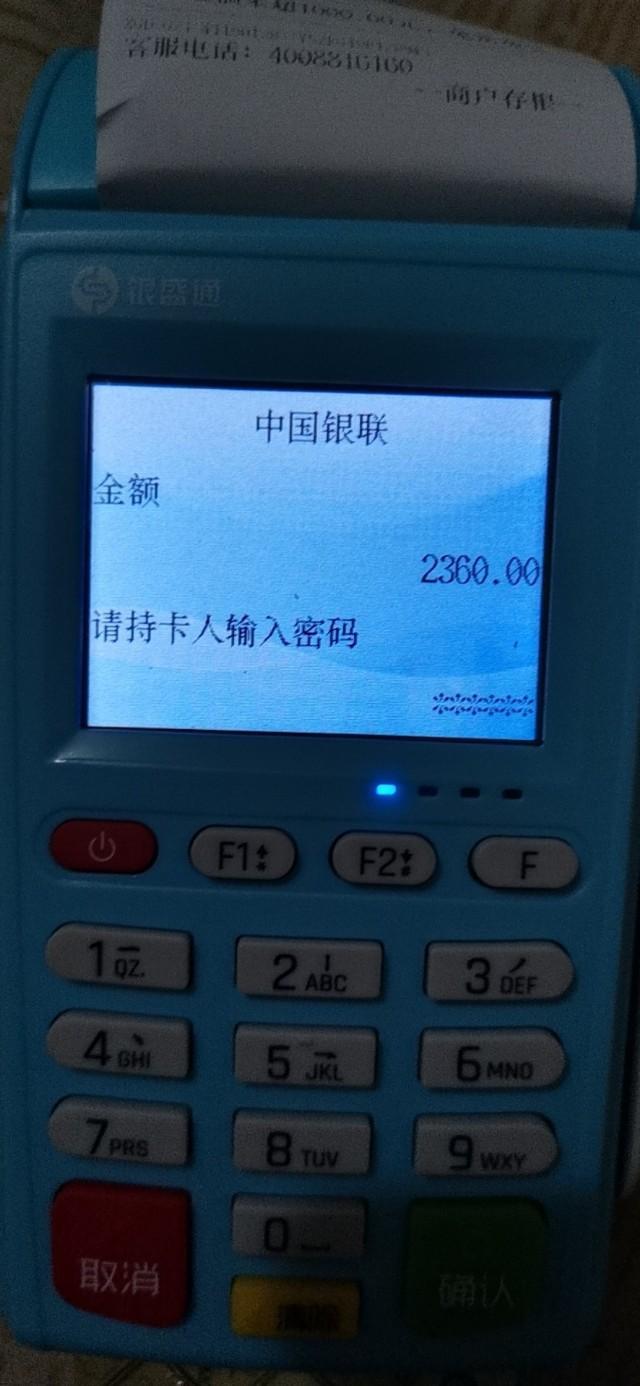 客服电话：4008816160
--商户存根--
银盛通
中国银联
金额
2360.00
请持卡人输入密码
******
F1 F2 F
1 QZ. 2 ABC 3 DEF
4 GHI 5 JKL 6 MNO
7 PRS 8 TUV 9 WXY
取消 0 确认
清除